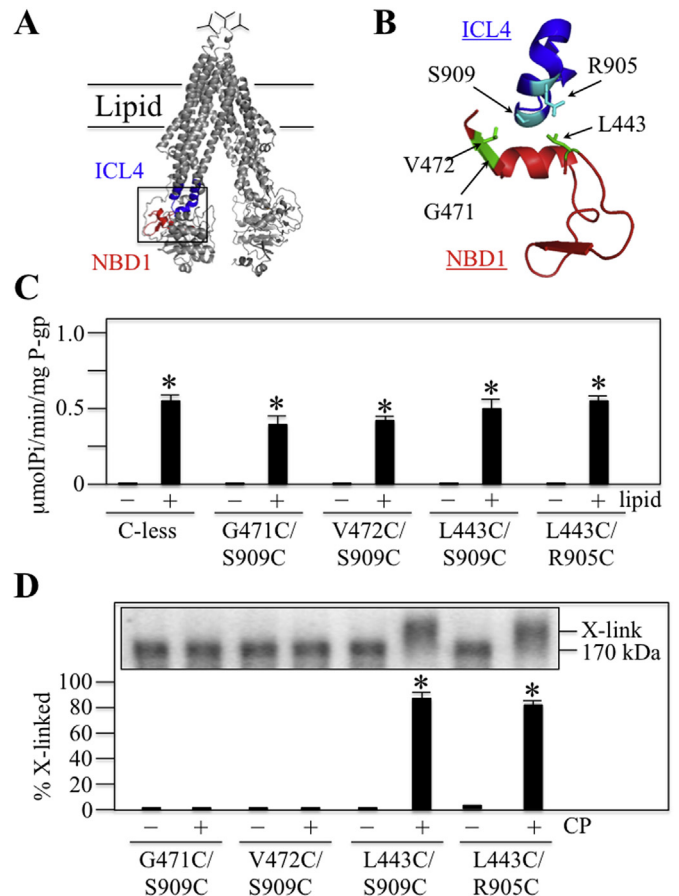 A
Lipid
ICL4
NBD1
B
ICL4
S909
R905
L443
V472
G471
NBD1
C
µmolPi/min/mg P-gp
1.0
0.5
0
* * * * *
− + − + − + − + − + lipid
C-less G471C/ V472C/ L443C/ L443C/
S909C S909C S909C R905C
D
X-link
170 kDa
% X-linked
100
80
60
40
20
0
* *
− + − + − + − + CP
G471C/ V472C/ L443C/ L443C/
S909C S909C S909C R905C